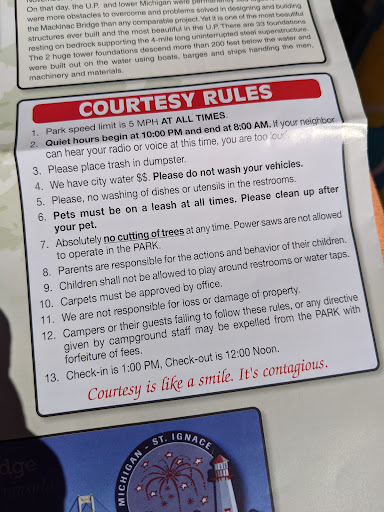 On that day, the U.P. and lower Michigan were
were more obstacles to overcome and problems solved in designing and building
the Mackinac Bridge than any comparable project. Yet it is one of the most beautiful
structures ever built and the most beautiful in the U.P. There are 33 foundations
resting on bedrock supporting the 4-mile long uninterrupted steel superstructure.
The 2 huge tower foundations descend more than 200 feet below the water and
were built out on the water using boats, barges and ships handling the men,
machinery and materials.
COURTESY RULES
1. Park speed limit is 5 MPH AT ALL TIMES.
2. Quiet hours begin at 10:00 PM and end at 8:00 AM. If your neighbor
can hear your radio or voice at this time, you are too
3. Please place trash in dumpster.
4. We have city water $$. Please do not wash your vehicles.
5. Please, no washing of dishes or utensils in the restrooms.
6. Pets must be on a leash at all times. Please clean up after
your pet.
7. Absolutely no cutting of trees at any time. Power saws are not allowed
to operate in the PARK.
8. Parents are responsible for the actions and behavior of their children.
9. Children shall not be allowed to play around restrooms or water taps.
10. Carpets must be approved by office.
11. We are not responsible for loss or damage of property.
12. Campers or their guests failing to follow these rules, or any directive
given by campground staff may be expelled from the PARK with
forfeiture of fees.
13. Check-in is 1:00 PM, Check-out is 12:00 Noon.
Courtesy is like a smile. It's contagious.
MICHIGAN - ST. IGNACE